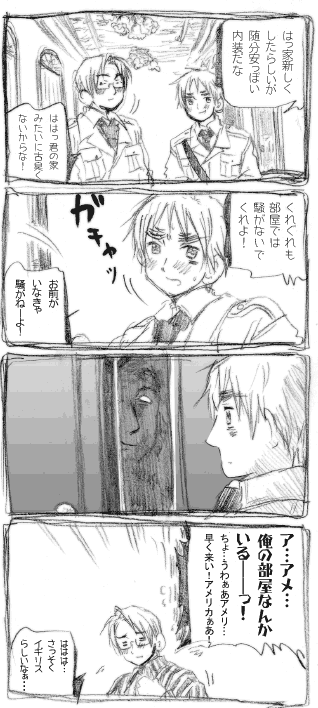 はっ家新しく
したらしいが
随分安っぽい
内装だな
ははっ君の家
みたいに古臭く
ないからな！
くれぐれも
部屋では
騒がないで
くれよ！
ガチャッ
お前が
いなきゃ
騒がねーよー！
ア…アメ…
俺の部屋なんか
いる――っ！
ちょ…うわぁあアメリ…
早く来い！アメリカぁあー！
ははは…
さっそく
イギリス
らしいなぁ…